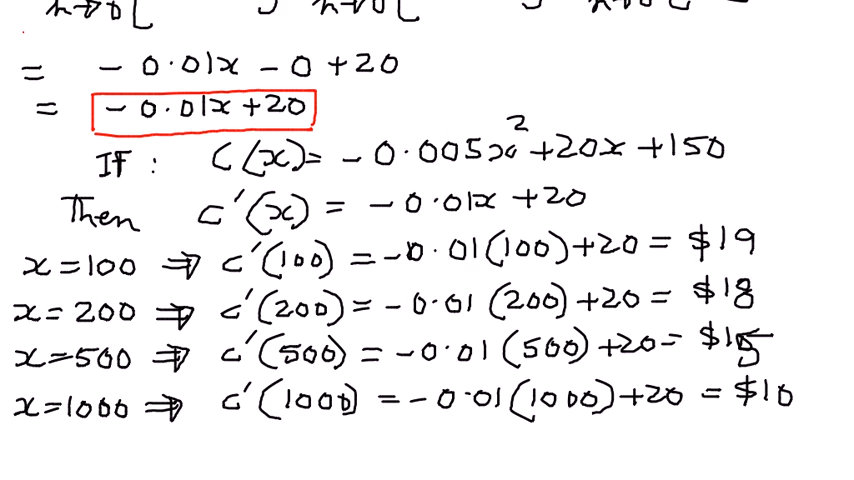 = - 0.01x - 0 + 20
= - 0.01x + 20
If : C(x) = - 0.005x² + 20x + 150
Then C'(x) = - 0.01x + 20
x = 100 ⇒ C'(100) = - 0.01(100) + 20 = $19
x = 200 ⇒ C'(200) = - 0.01(200) + 20 = $18
x = 500 ⇒ C'(500) = - 0.01(500) + 20 = $15
x = 1000 ⇒ C'(1000) = - 0.01(1000) + 20 = $10